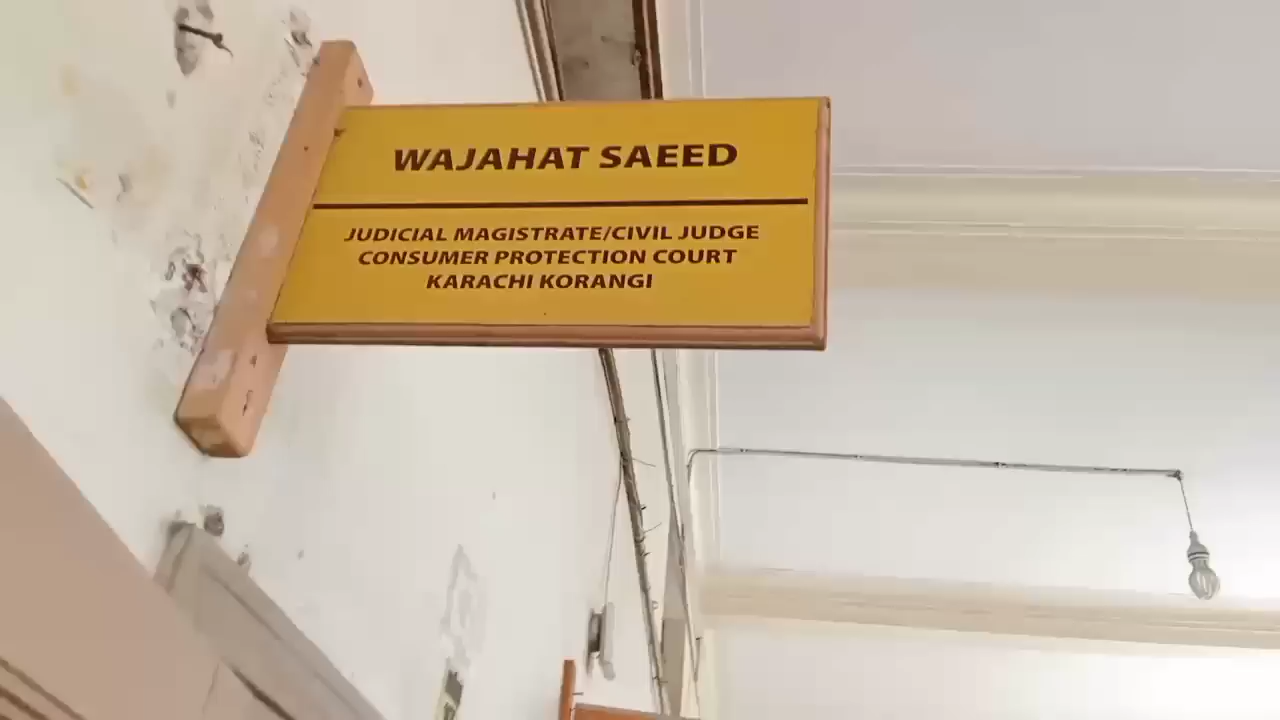 WAJAHAT SAEED
JUDICIAL MAGISTRATE/CIVIL JUDGE
CONSUMER PROTECTION COURT
KARACHI KORANGI